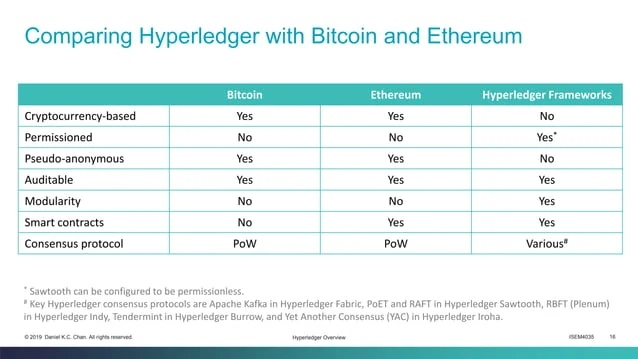 Comparing Hyperledger with Bitcoin and Ethereum
Bitcoin Ethereum Hyperledger Frameworks
Cryptocurrency-based Yes Yes No
Permissioned No No Yes*
Pseudo-anonymous Yes Yes No
Auditable Yes Yes Yes
Modularity No No Yes
Smart contracts No Yes Yes
Consensus protocol PoW PoW Various#
* Sawtooth can be configured to be permissionless.
# Key Hyperledger consensus protocols are Apache Kafka in Hyperledger Fabric, PoET and RAFT in Hyperledger Sawtooth, RBFT (Plenum)
in Hyperledger Indy, Tendermint in Hyperledger Burrow, and Yet Another Consensus (YAC) in Hyperledger Iroha.
© 2019 Daniel K.C. Chan. All rights reserved. Hyperledger Overview ISEM4035 16